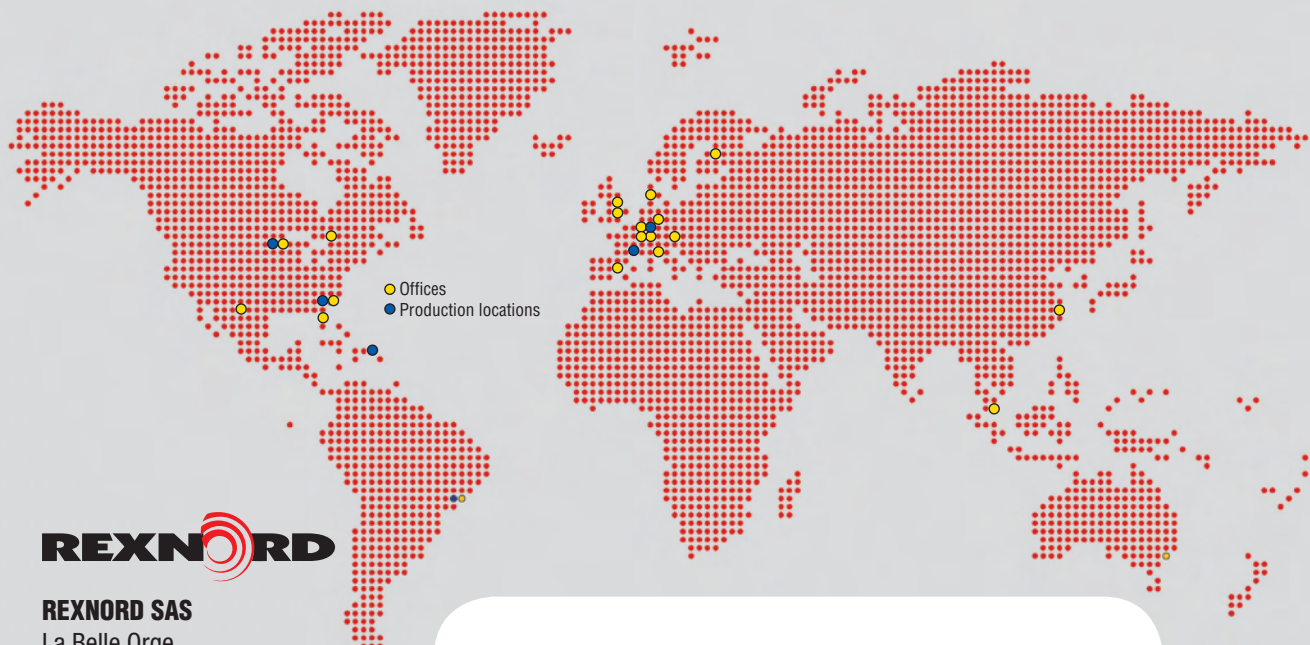 Offices
Production locations
REXNORD
REXNORD SAS
La Belle Orge